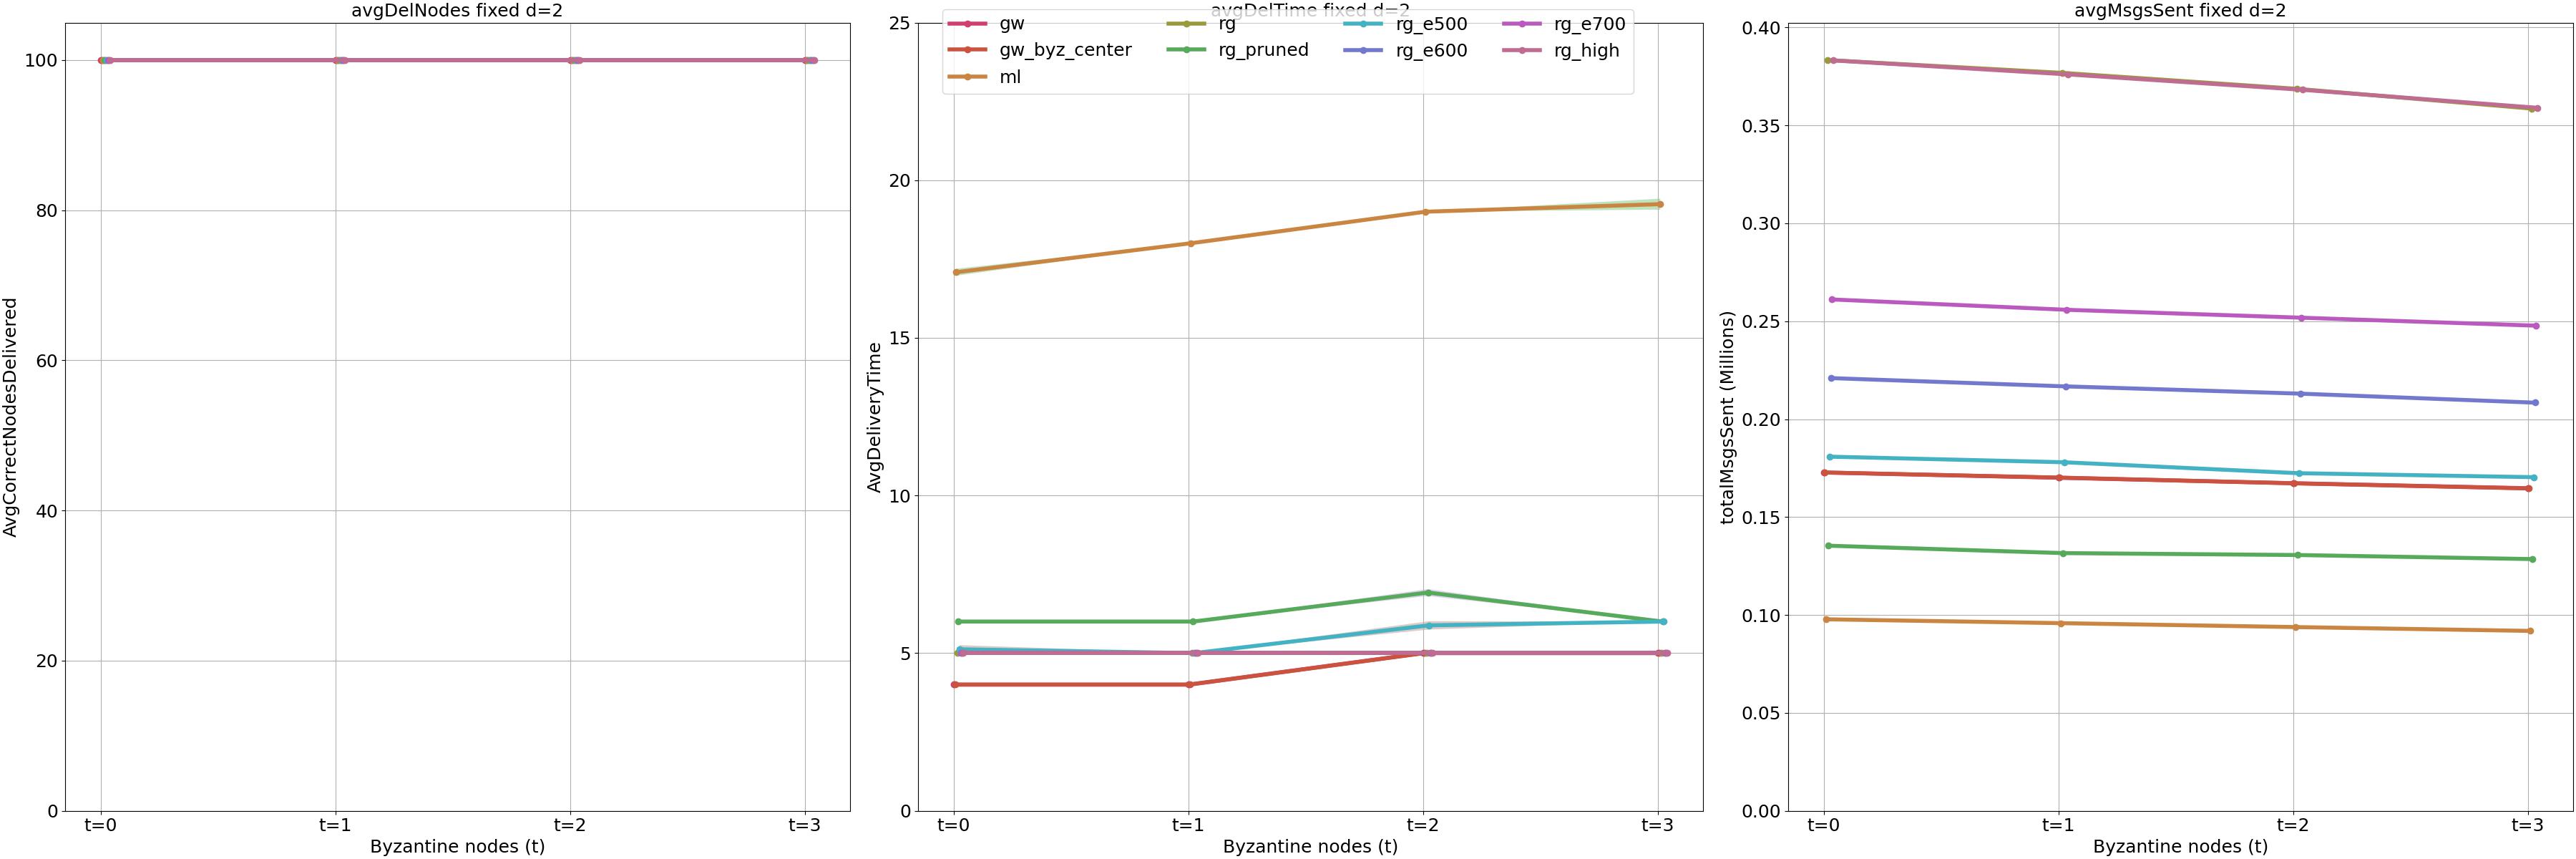 avgDelNodes fixed d=2
AvgCorrectNodesDelivered
100
80
60
40
20
0
t=0 t=1 t=2 t=3
Byzantine nodes (t)
avgDelTime fixed d=2
gw rg rg_e500 rg_e700
gw_byz_center rg_pruned rg_e600 rg_high
ml
AvgDeliveryTime
25
20
15
10
5
0
t=0 t=1 t=2 t=3
Byzantine nodes (t)
avgMsgsSent fixed d=2
totalMsgsSent (Millions)
0.40
0.35
0.30
0.25
0.20
0.15
0.10
0.05
0.00
t=0 t=1 t=2 t=3
Byzantine nodes (t)